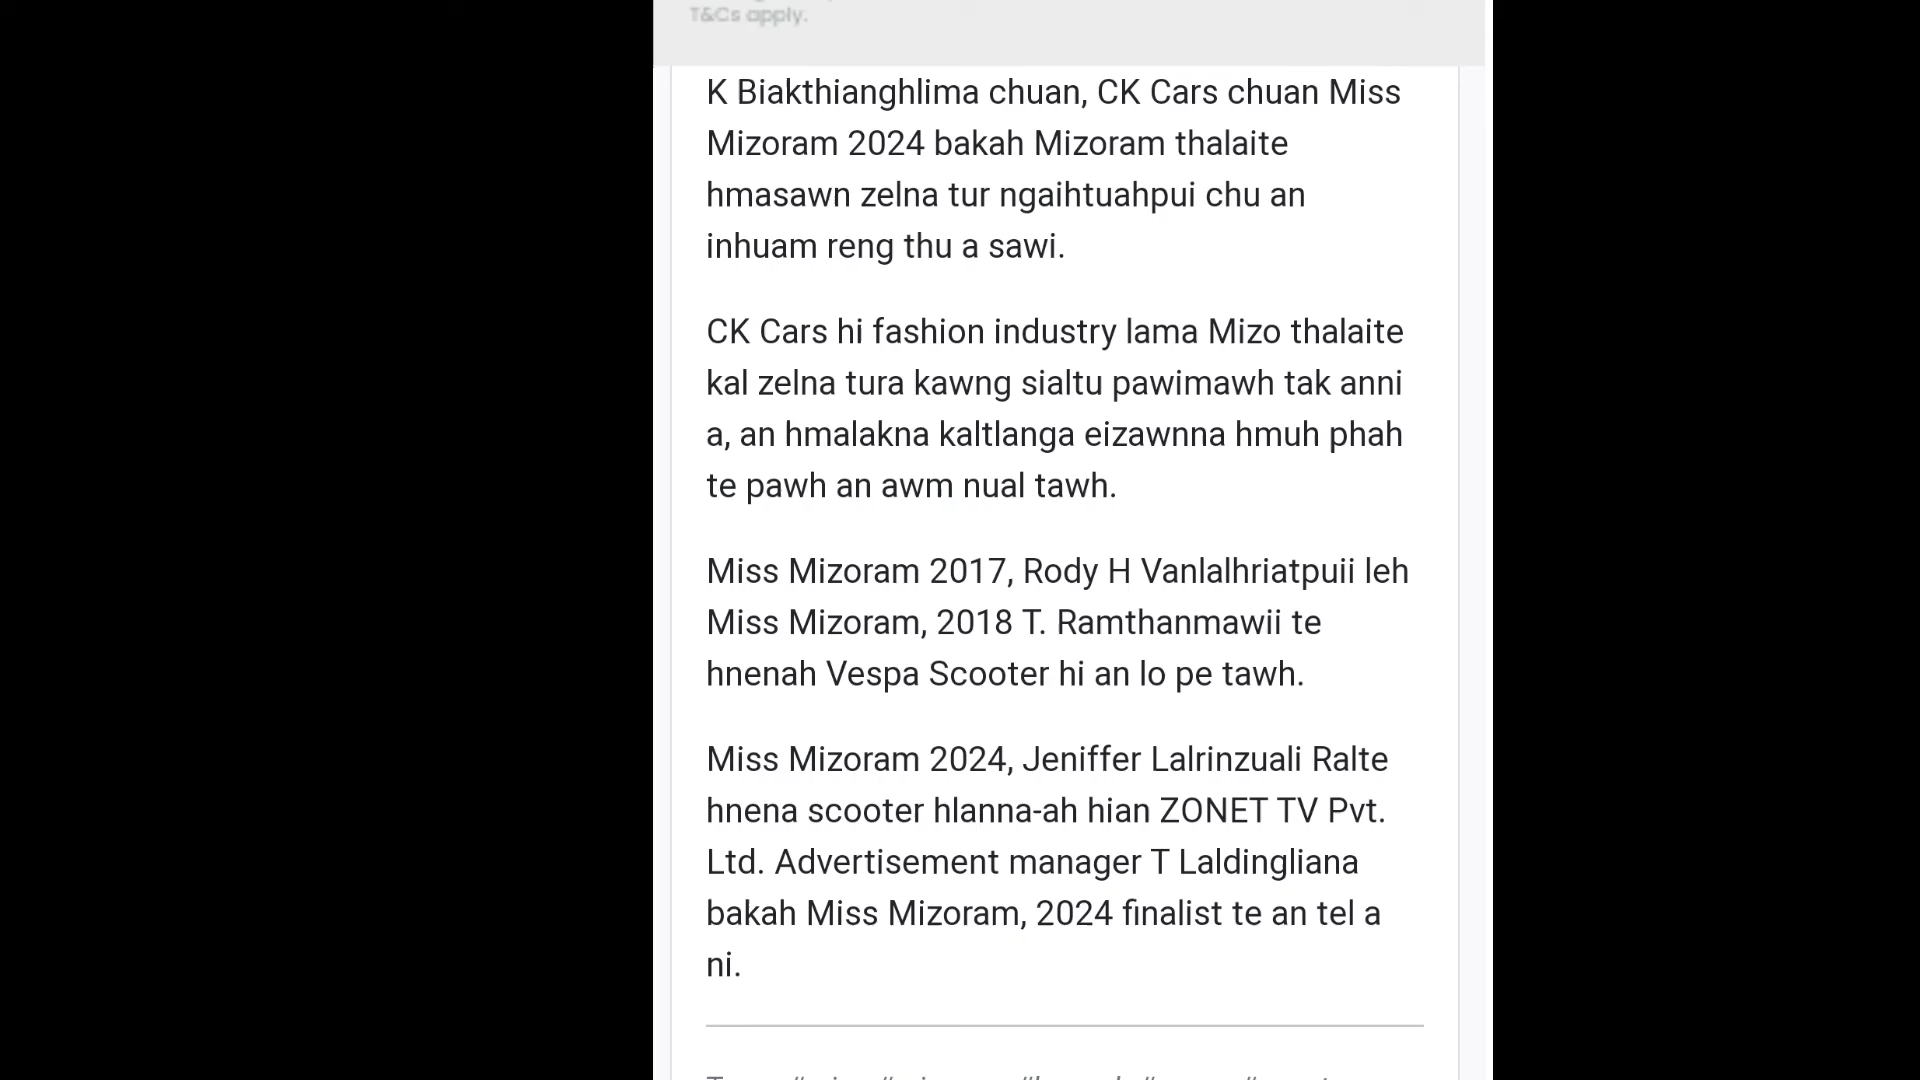 T&Cs apply.
K Biakthianghlima chuan, CK Cars chuan Miss
Mizoram 2024 bakah Mizoram thalaite
hmasawn zelna tur ngaihtuahpui chu an
inhuam reng thu a sawi.
CK Cars hi fashion industry lama Mizo thalaite
kal zelna tura kawng sialtu pawimawh tak anni
a, an hmalakna kaltlanga eizawnna hmuh phah
te pawh an awm nual tawh.
Miss Mizoram 2017, Rody H Vanlalhriatpuii leh
Miss Mizoram, 2018 T. Ramthanmawii te
hnenah Vespa Scooter hi an lo pe tawh.
Miss Mizoram 2024, Jeniffer Lalrinzuali Ralte
hnena scooter hlanna-ah hian ZONET TV Pvt.
Ltd. Advertisement manager T Laldingliana
bakah Miss Mizoram, 2024 finalist te an tel a
ni.